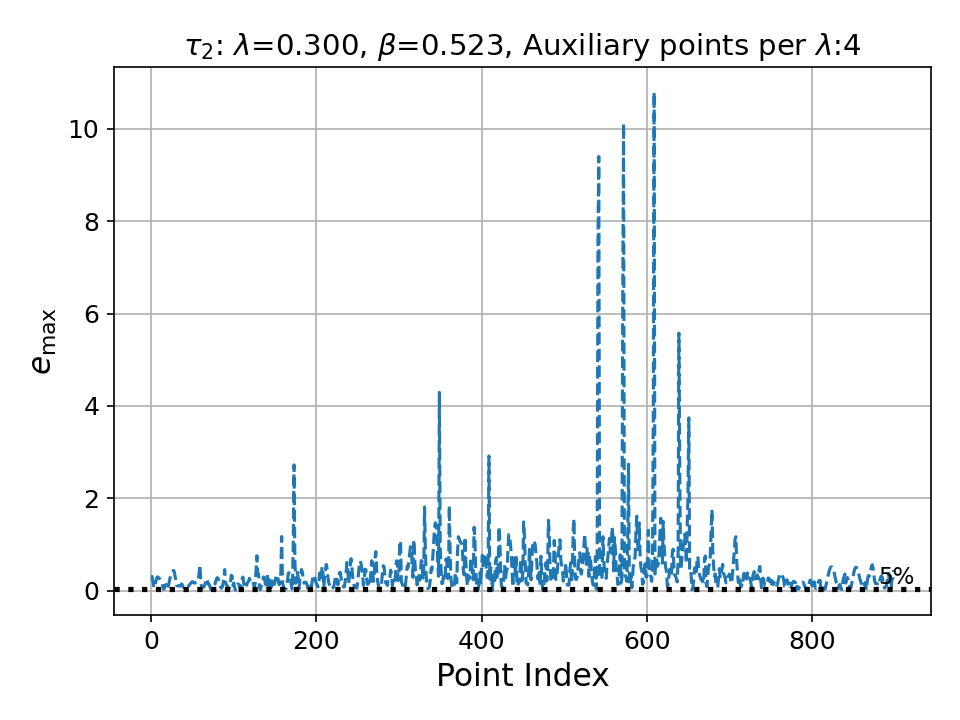 τ₂: λ=0.300, β=0.523, Auxiliary points per λ:4
10
8
6
4
2
0
e_max
5%
0 200 400 600 800
Point Index